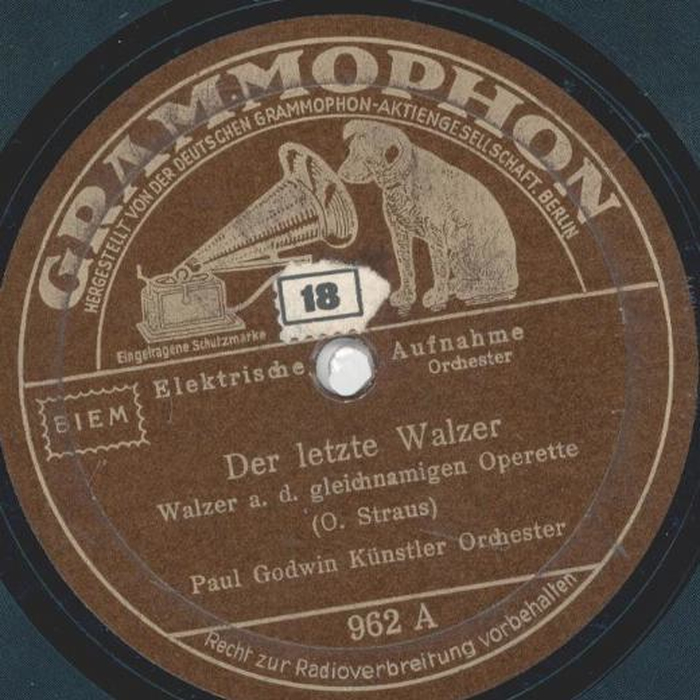 GRAMMOPHON
HERGESTELLT VON DER DEUTSCHEN GRAMMOPHON-AKTIENGESELLSCHAFT. BERLIN
18
Eingetragene Schutzmarke
Elektrische Aufnahme
Orchester
BIEM
Der letzte Walzer
Walzer a. d. gleichnamigen Operette
(O. Straus)
Paul Godwin Künstler Orchester
962 A
Recht zur Radioverbreitung vorbehalten